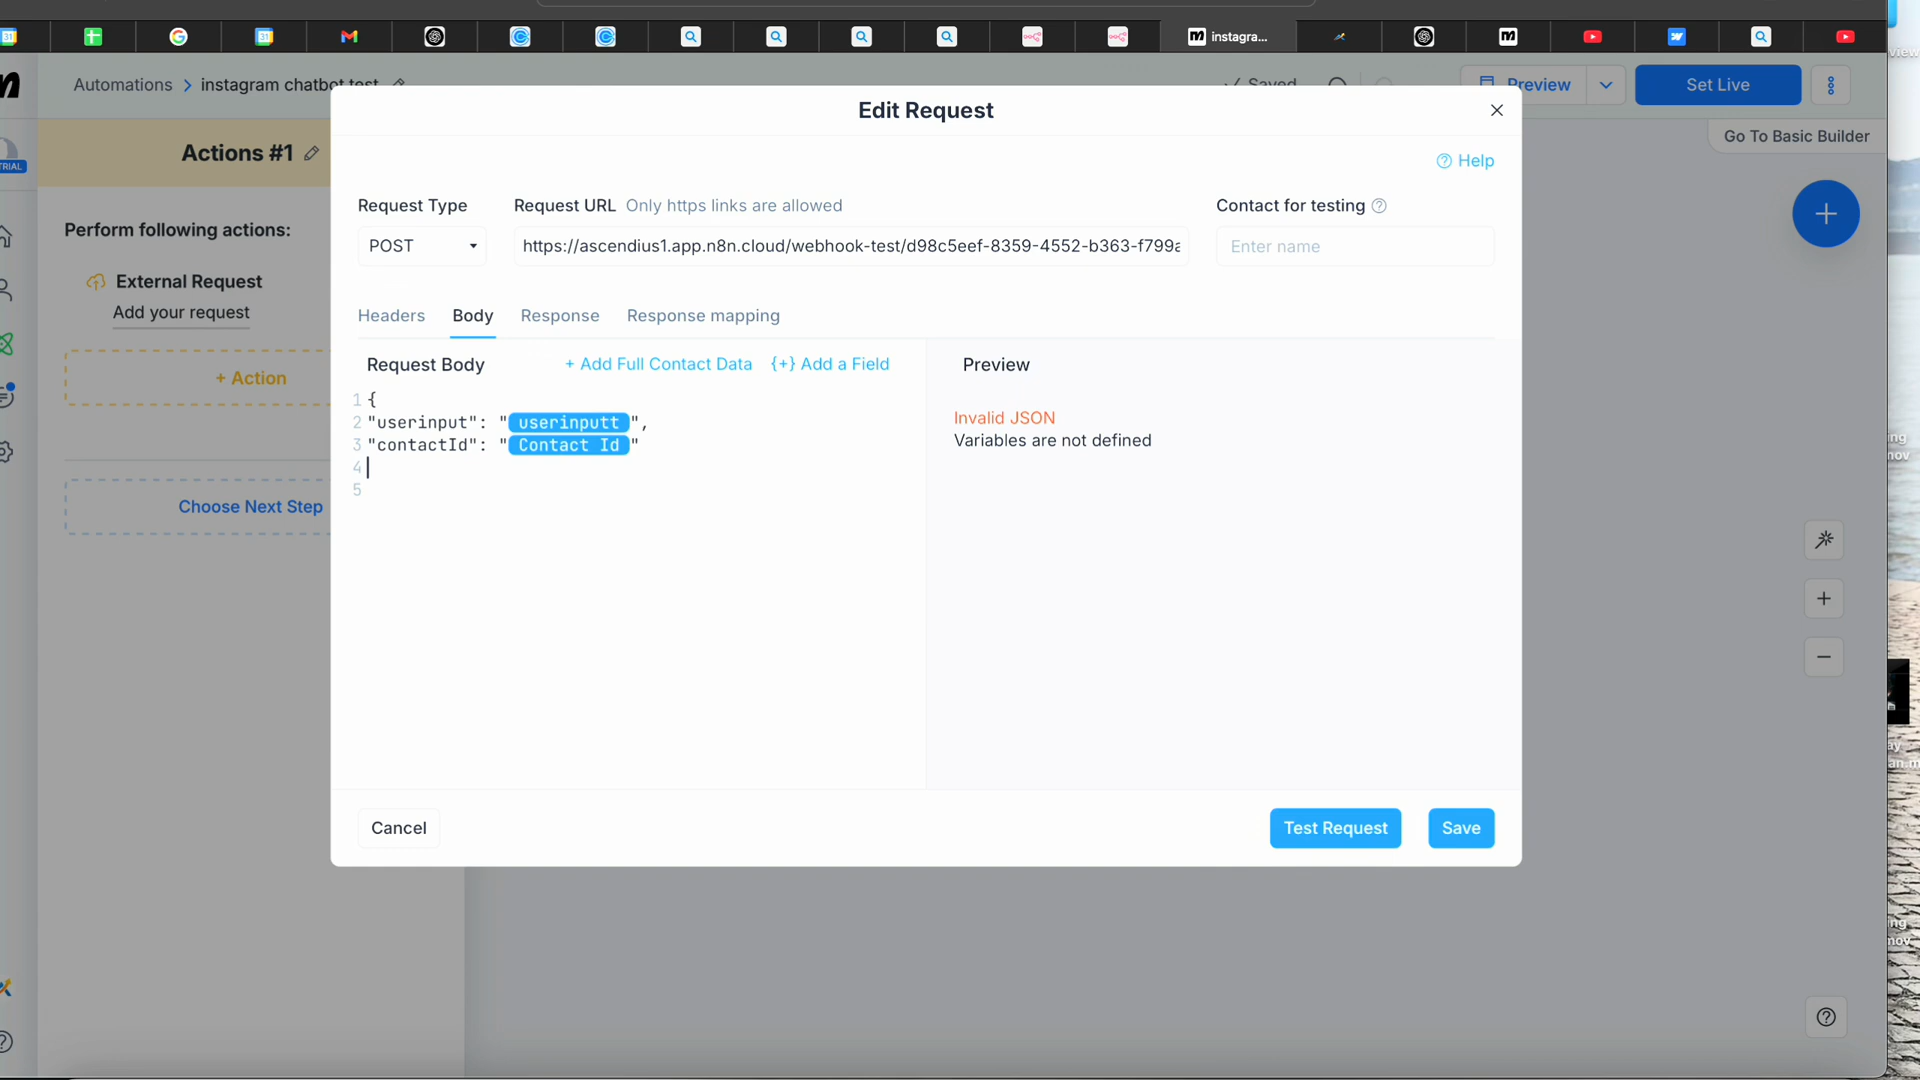 instagra...
Automations > instagram chatbot test
Saved
Preview
Set Live
Go To Basic Builder
TRIAL
Actions #1
Perform following actions:
External Request
Add your request
+ Action
Choose Next Step
Edit Request
Help
Request Type
Request URL Only https links are allowed
Contact for testing
POST
https://ascendius1.app.n8n.cloud/webhook-test/d98c5eef-8359-4552-b363-f799a
Enter name
Headers
Body
Response
Response mapping
Request Body
+ Add Full Contact Data
{+} Add a Field
Preview
1 {
2 "userinput": " userinputt ",
3 "contactId": " Contact Id "
4
5
Invalid JSON
Variables are not defined
Cancel
Test Request
Save